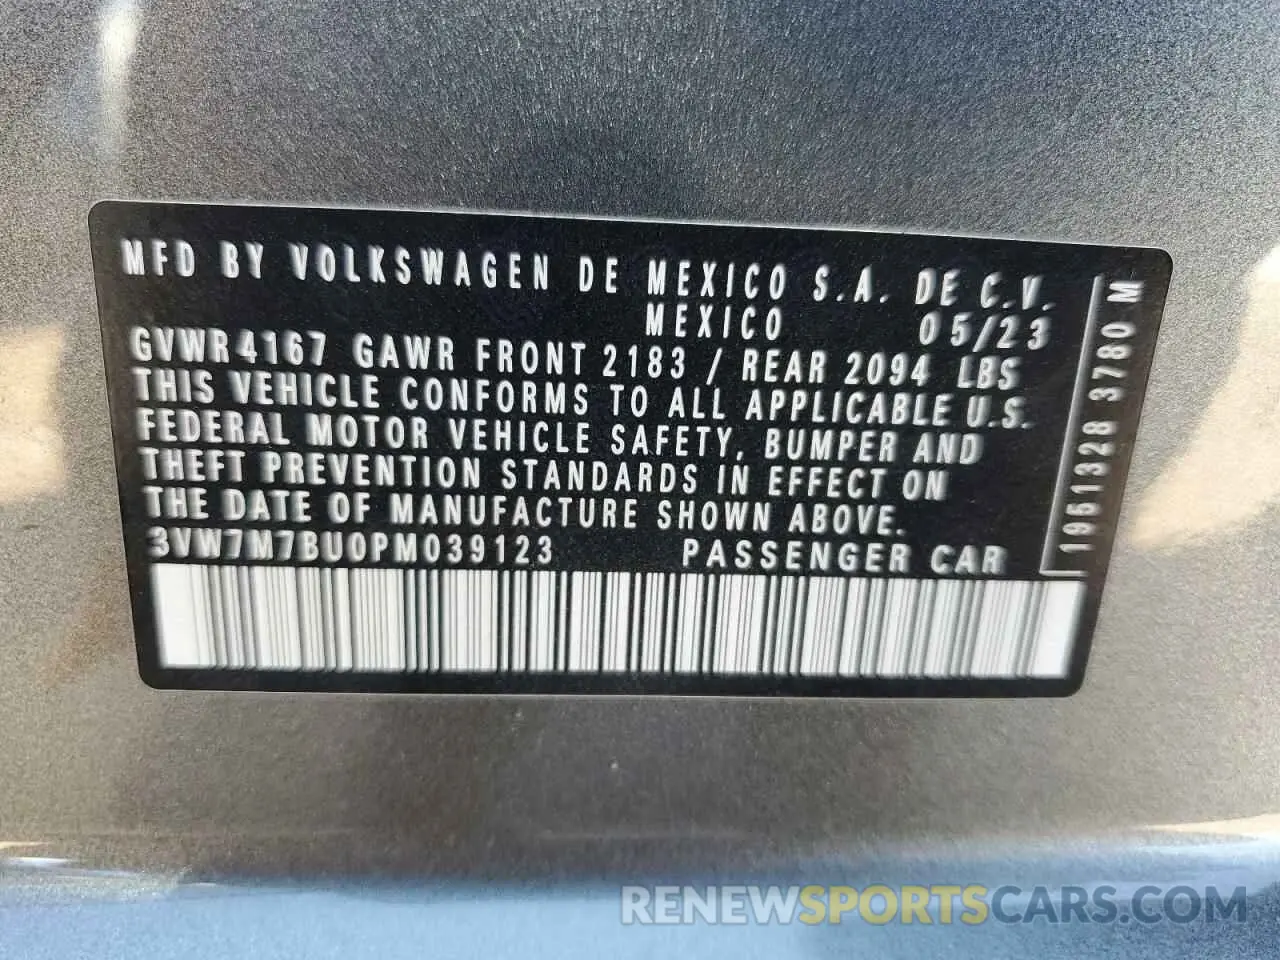 MFD BY VOLKSWAGEN DE MEXICO S.A. DE C.V.
MEXICO 05/23
GVWR 4167 GAWR FRONT 2183 / REAR 2094 LBS
THIS VEHICLE CONFORMS TO ALL APPLICABLE U.S.
FEDERAL MOTOR VEHICLE SAFETY, BUMPER AND
THEFT PREVENTION STANDARDS IN EFFECT ON
THE DATE OF MANUFACTURE SHOWN ABOVE.
3VW7M7BU0PM039123 PASSENGER CAR
1951328 3780 M
RENEWSPORTSCARS.COM